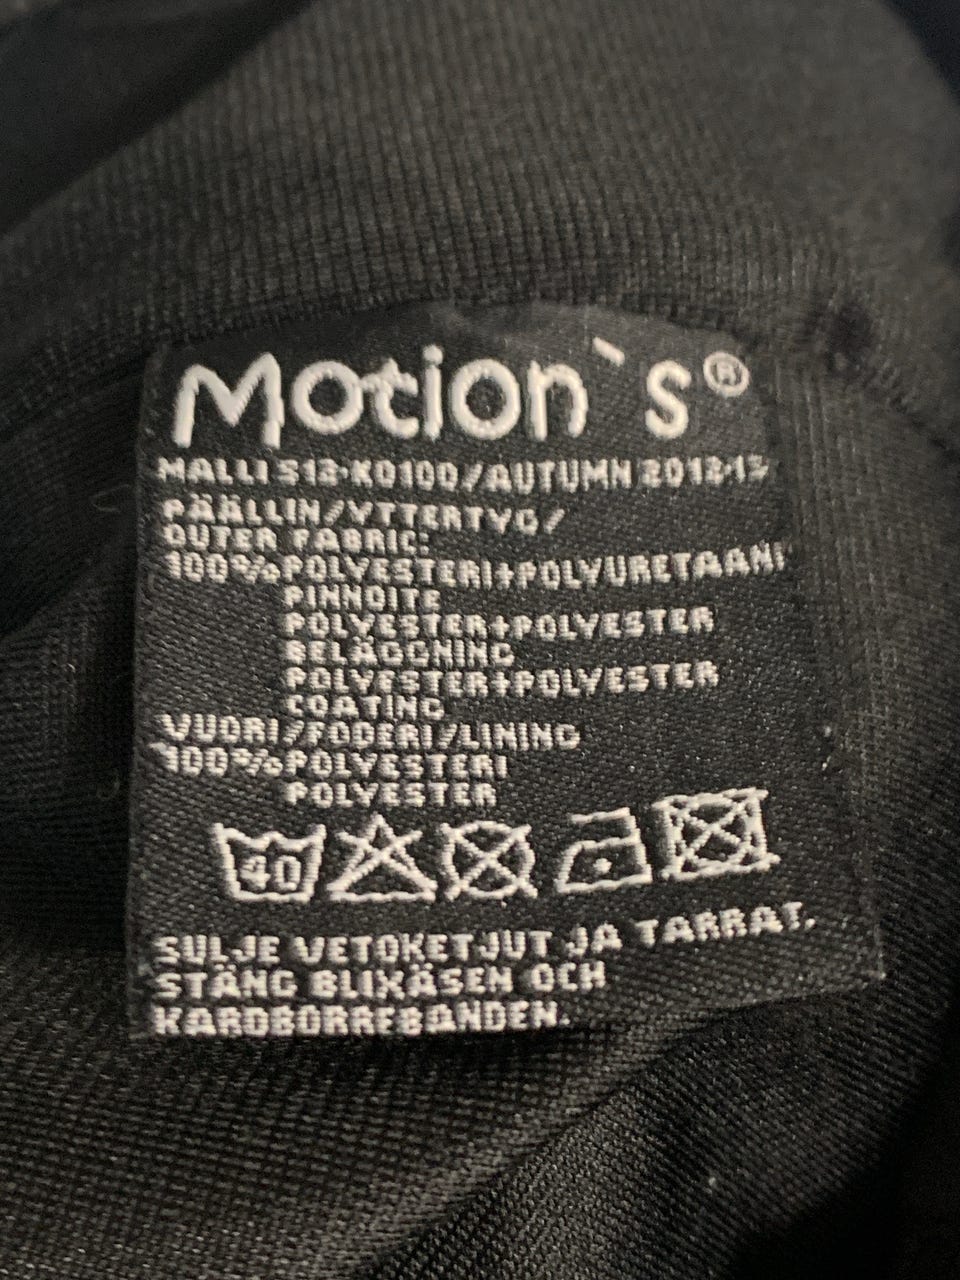 Motion`s®
MALLI S12-K0100/AUTUMN 2012-13
PÄÄLLIN/YTTERTYG/
OUTER FABRIC:
100%POLYESTERI+POLYURETAANI
PINNOITE
POLYESTER+POLYESTER
BELÄGGNING
POLYESTER+POLYESTER
COATING
VUORI/FODERI/LINING
100%POLYESTERI
POLYESTER
40
SULJE VETOKETJUT JA TARRAT.
STÄNG BLIXÄSEN OCH
KARDBORREBANDEN.